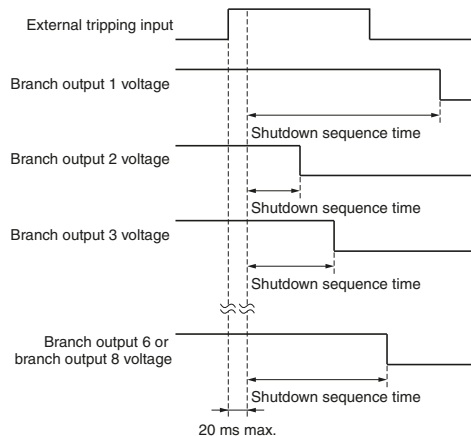 External tripping input
Branch output 1 voltage
Shutdown sequence time
Branch output 2 voltage
Shutdown sequence time
Branch output 3 voltage
Shutdown sequence time
Branch output 6 or
branch output 8 voltage
Shutdown sequence time
20 ms max.